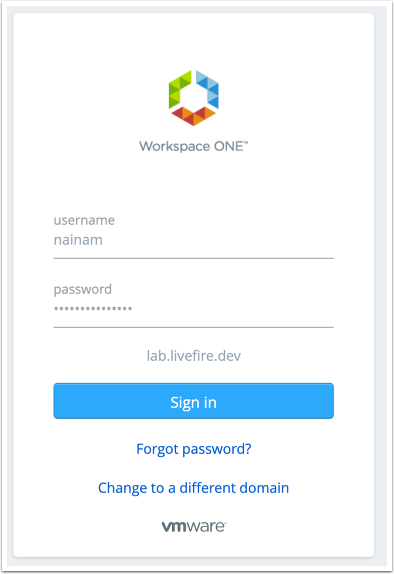 Workspace ONE™
username
nainam
password
•••••••••••••••
lab.livefire.dev
Sign in
Forgot password?
Change to a different domain
vmware